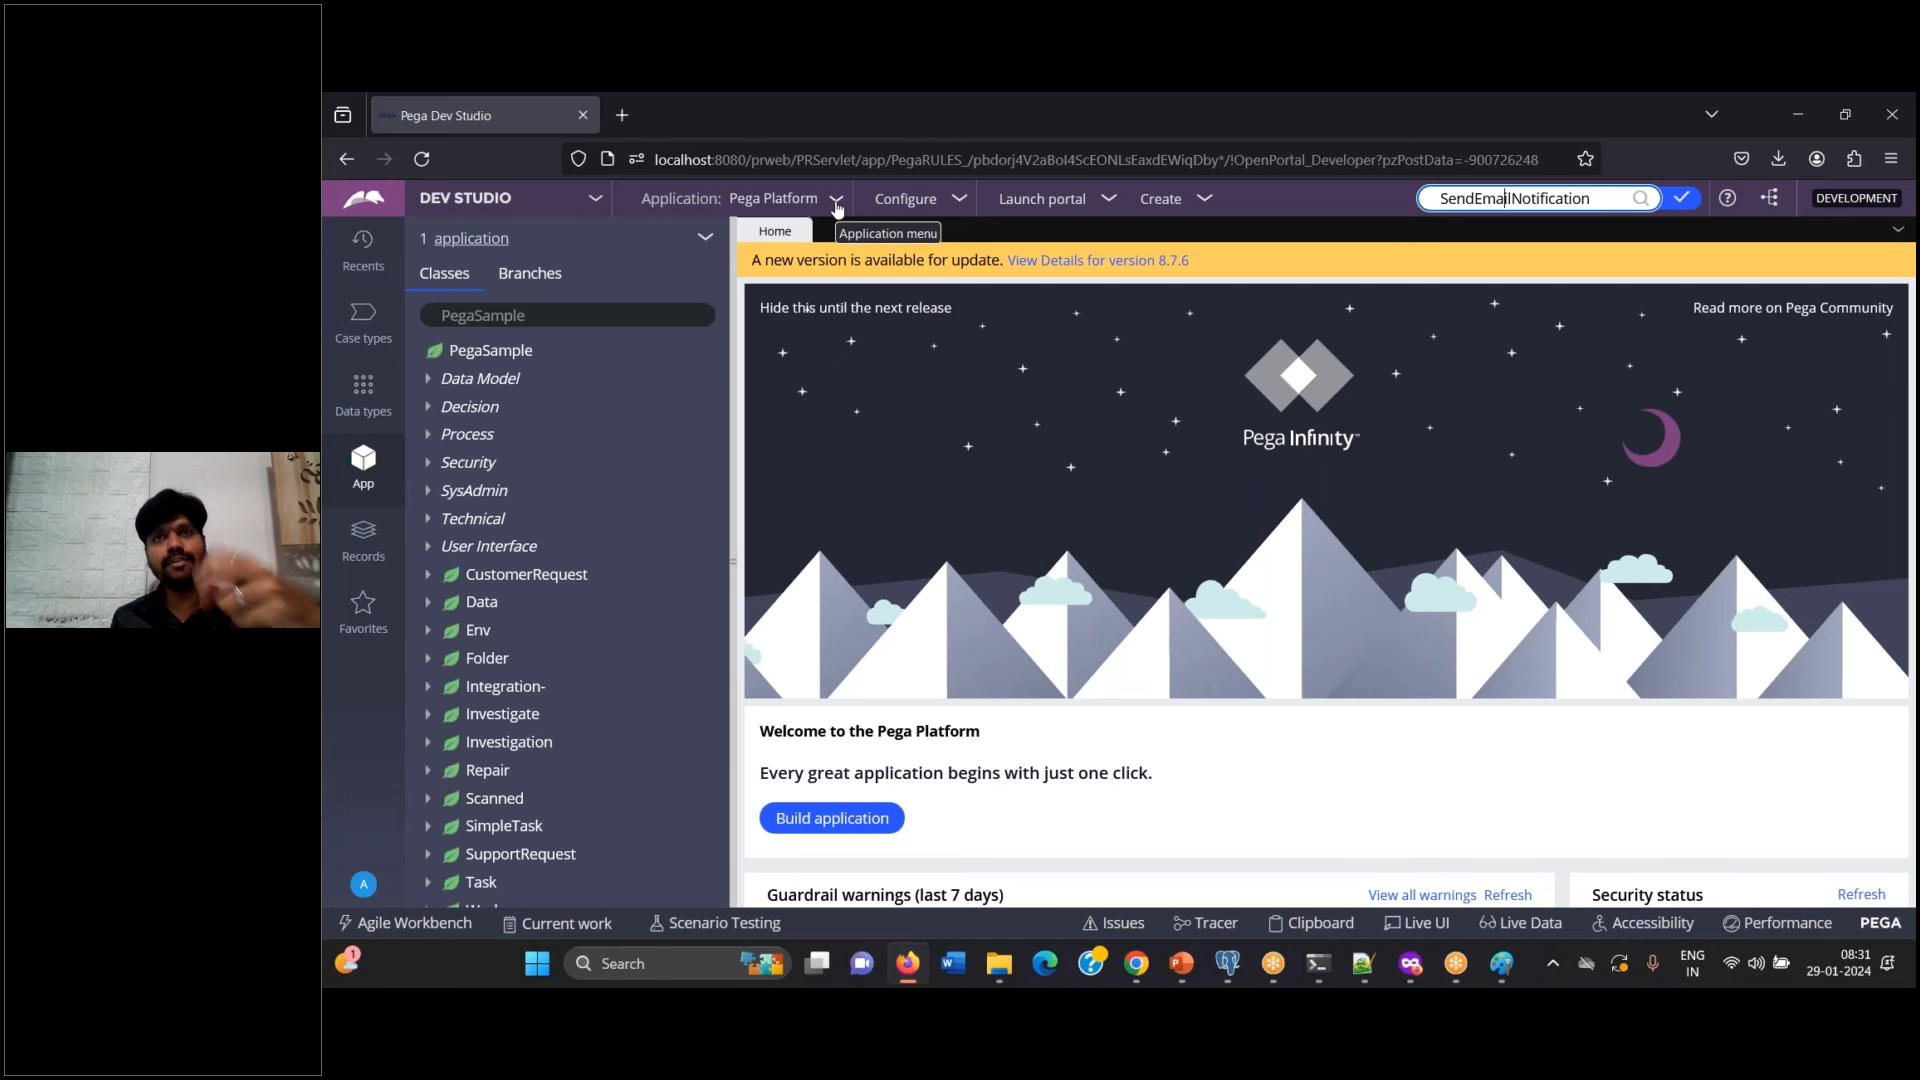 Pega Dev Studio
localhost:8080/prweb/PRServlet/app/PegaRULES_/pbdorj4V2aBoI4ScEONLsEaxdEWiqDby*/!OpenPortal_Developer?pzPostData=-900726248
DEV STUDIO
Application: Pega Platform
Configure
Launch portal
Create
SendEmailNotification
DEVELOPMENT
Application menu
Recents
Case types
Data types
App
Records
Favorites
A
1 application
Classes
Branches
PegaSample
PegaSample
Data Model
Decision
Process
Security
SysAdmin
Technical
User Interface
CustomerRequest
Data
Env
Folder
Integration-
Investigate
Investigation
Repair
Scanned
SimpleTask
SupportRequest
Task
Home
A new version is available for update. View Details for version 8.7.6
Hide this until the next release
Read more on Pega Community
Pega Infinity™
Welcome to the Pega Platform
Every great application begins with just one click.
Build application
Guardrail warnings (last 7 days)
View all warnings Refresh
Security status
Refresh
Agile Workbench
Current work
Scenario Testing
Issues
Tracer
Clipboard
Live UI
Live Data
Accessibility
Performance
PEGA
1
Search
ENG
IN
08:31
29-01-2024